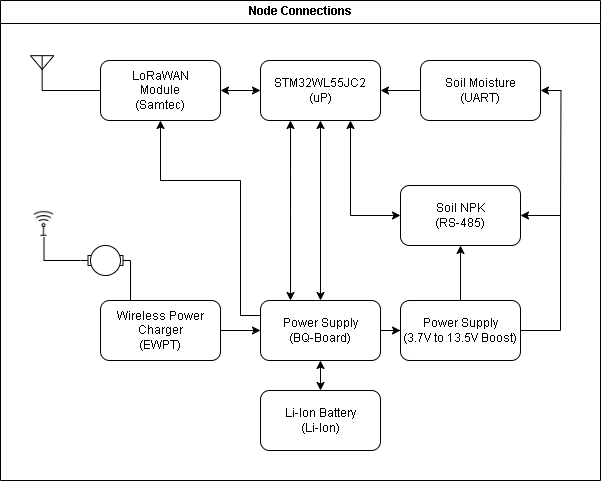 Node Connections
LoRaWAN
Module
(Samtec)
STM32WL55JC2
(uP)
Soil Moisture
(UART)
Soil NPK
(RS-485)
Wireless Power
Charger
(EWPT)
Power Supply
(BQ-Board)
Power Supply
(3.7V to 13.5V Boost)
Li-Ion Battery
(Li-Ion)